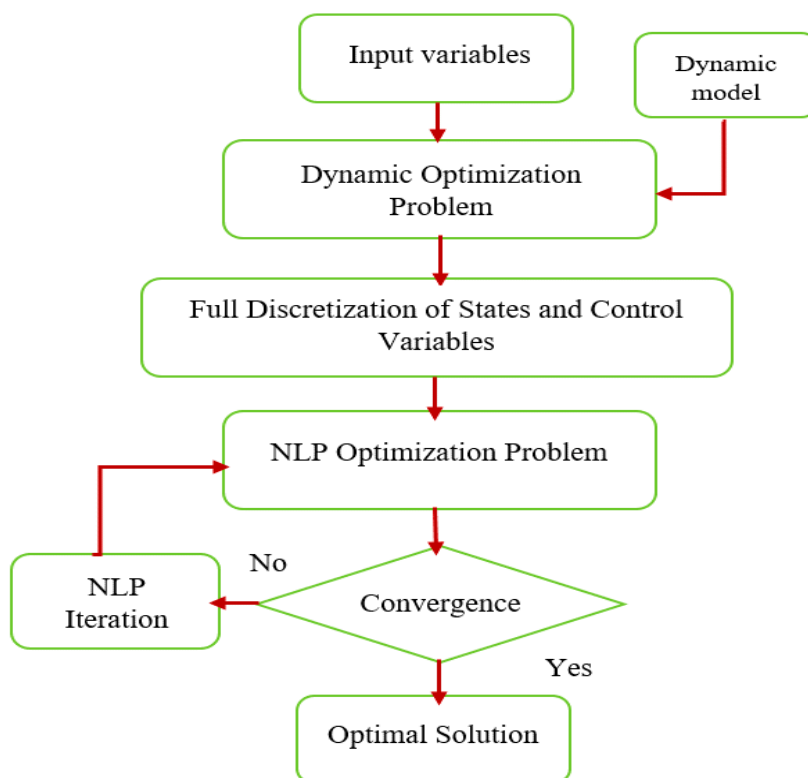 Input variables
Dynamic
model
Dynamic Optimization
Problem
Full Discretization of States and Control
Variables
NLP Optimization Problem
No
NLP
Iteration
Convergence
Yes
Optimal Solution